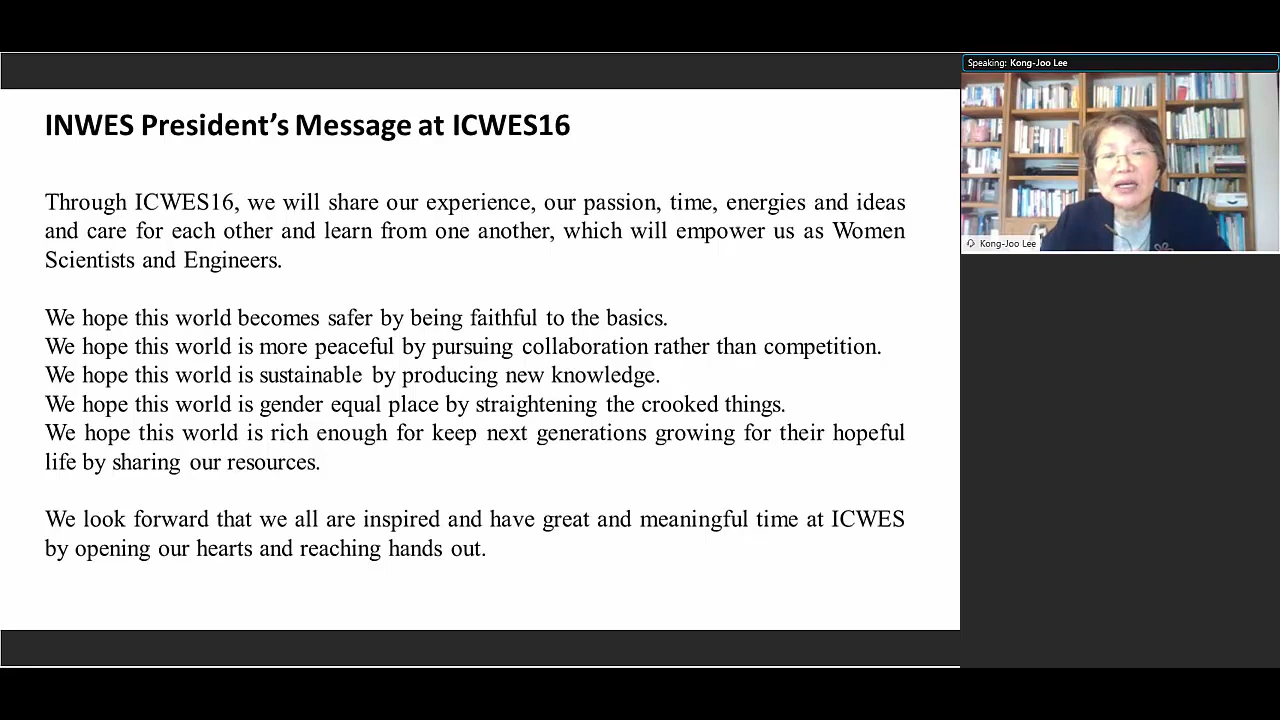 INWES President's Message at ICWES16
Through ICWES16, we will share our experience, our passion, time, energies and ideas
and care for each other and learn from one another, which will empower us as Women
Scientists and Engineers.
We hope this world becomes safer by being faithful to the basics.
We hope this world is more peaceful by pursuing collaboration rather than competition.
We hope this world is sustainable by producing new knowledge.
We hope this world is gender equal place by straightening the crooked things.
We hope this world is rich enough for keep next generations growing for their hopeful
life by sharing our resources.
We look forward that we all are inspired and have great and meaningful time at ICWES
by opening our hearts and reaching hands out.
Speaking: Kong-Joo Lee
Kong-Joo Lee